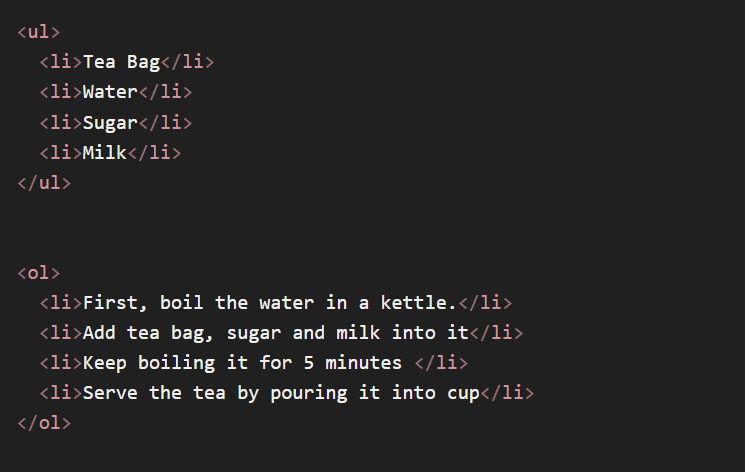 <ul>
  <li>Tea Bag</li>
  <li>Water</li>
  <li>Sugar</li>
  <li>Milk</li>
</ul>
<ol>
  <li>First, boil the water in a kettle.</li>
  <li>Add tea bag, sugar and milk into it</li>
  <li>Keep boiling it for 5 minutes </li>
  <li>Serve the tea by pouring it into cup</li>
</ol>